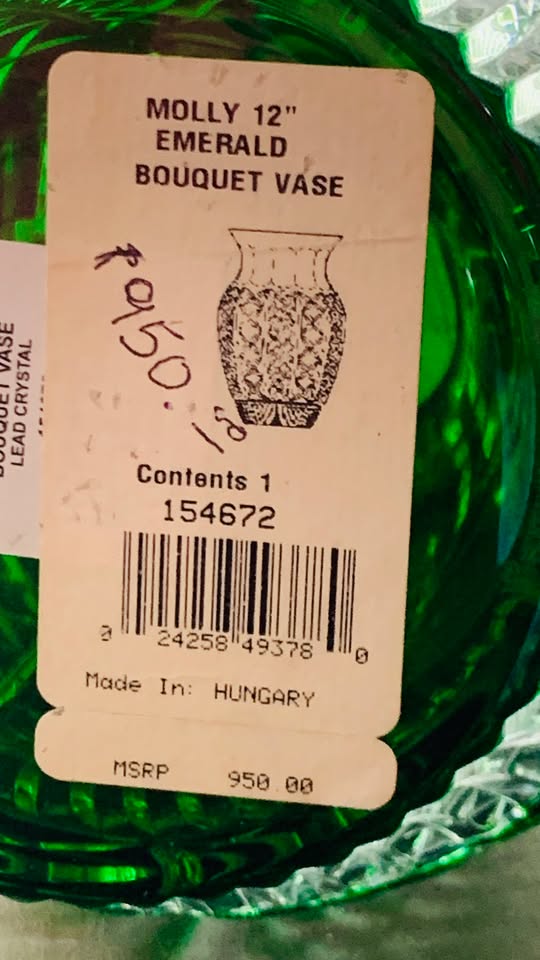 MOLLY 12"
EMERALD
BOUQUET VASE
950.
Contents 1
154672
0 24258 49378 0
Made In: HUNGARY
MSRP 950.00
BOUQUET VASE
LEAD CRYSTAL